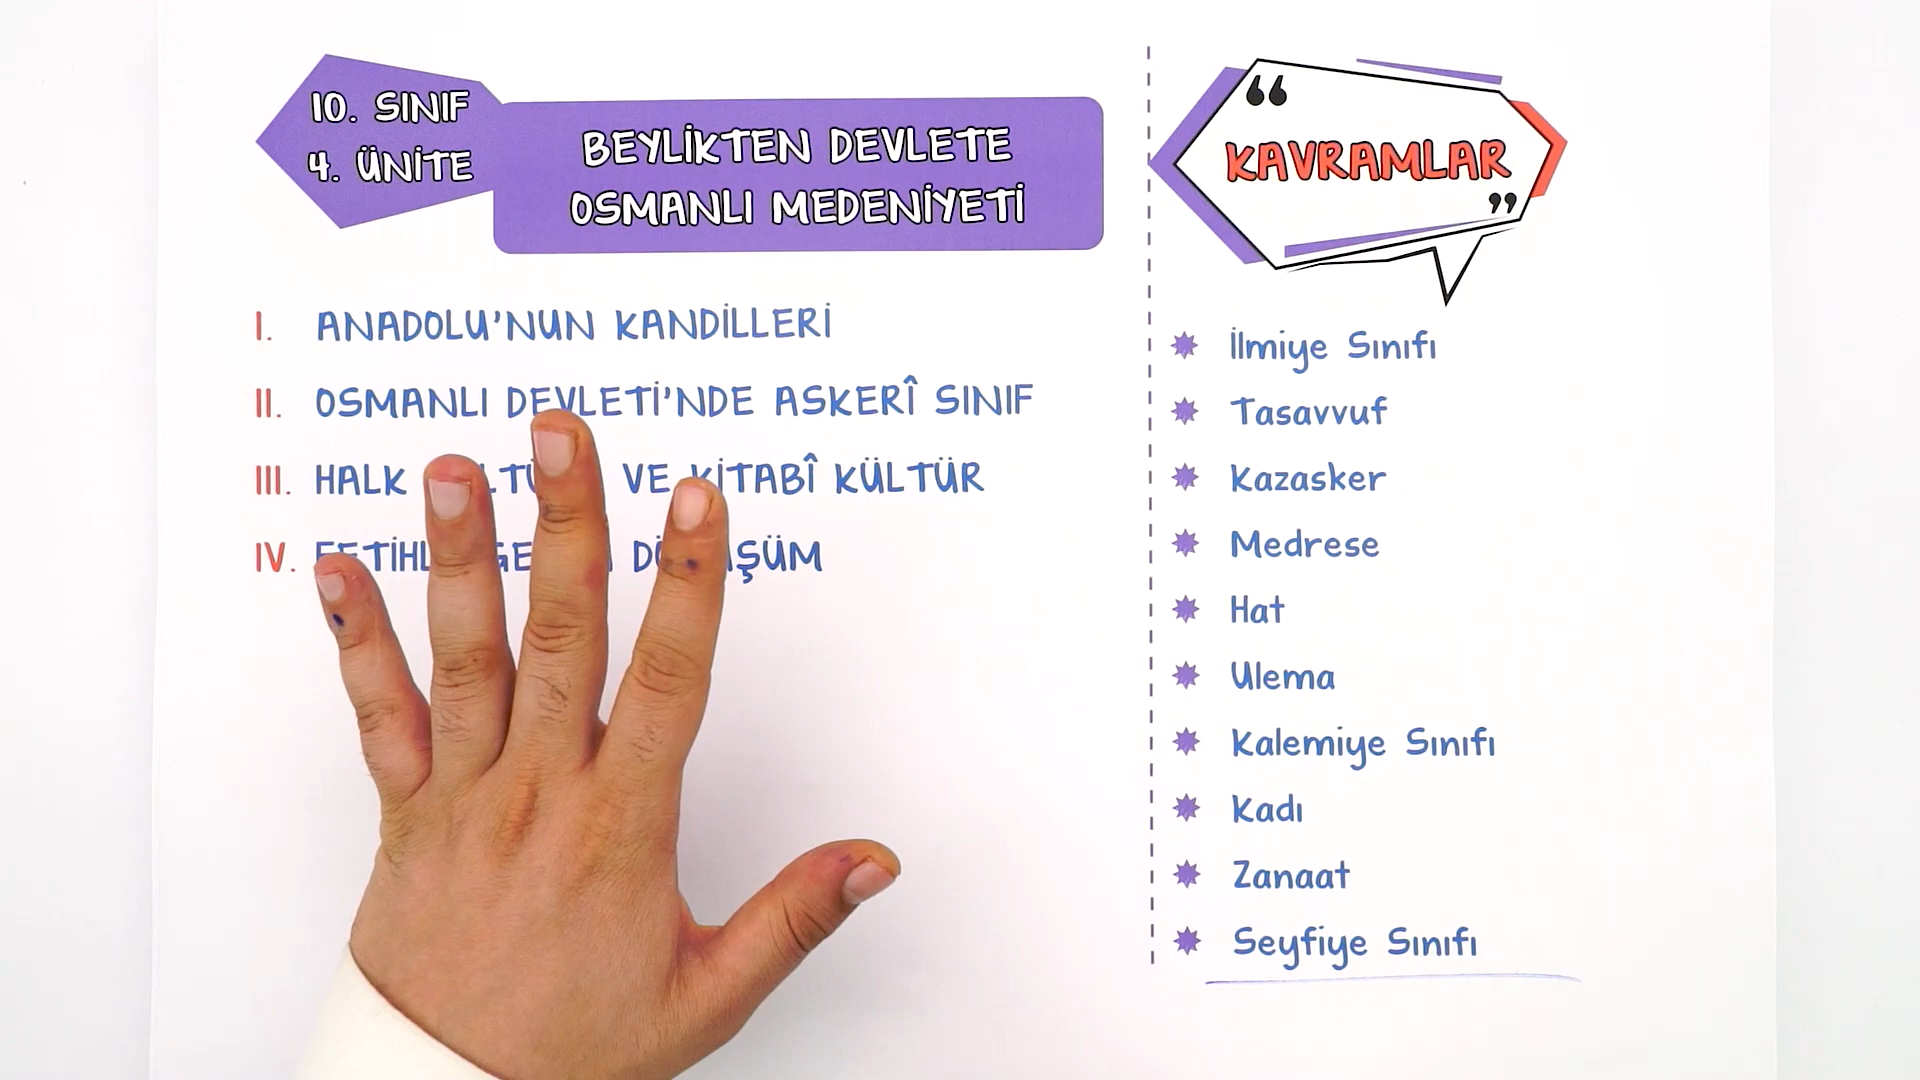 10. SINIF
4. ÜNİTE
BEYLİKTEN DEVLETE
OSMANLI MEDENİYETİ
I. ANADOLU'NUN KANDİLLERİ
II. OSMANLI DEVLETİ'NDE ASKERÎ SINIF
III. HALK VE KİTABÎ KÜLTÜR
IV.
“
KAVRAMLAR
”
İlmiye Sınıfı
Tasavvuf
Kazasker
Medrese
Hat
Ulema
Kalemiye Sınıfı
Kadı
Zanaat
Seyfiye Sınıfı